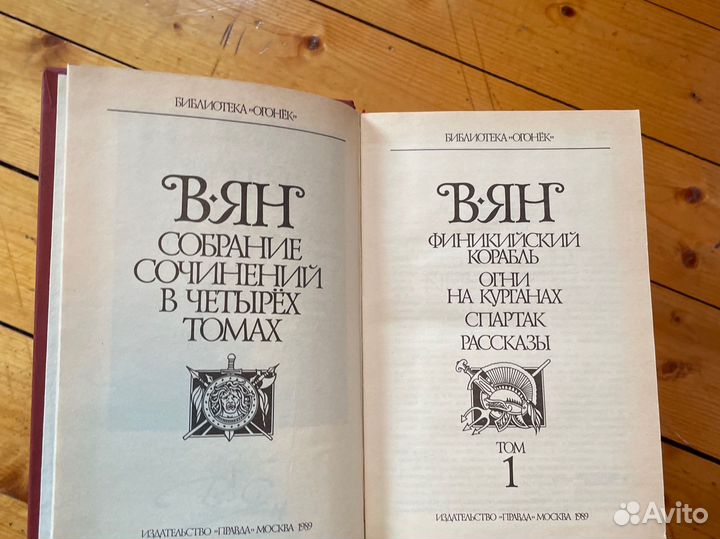 БИБЛИОТЕКА «ОГОНЁК»
В·ЯН
СОБРАНИЕ
СОЧИНЕНИЙ
В ЧЕТЫРЁХ
ТОМАХ
ИЗДАТЕЛЬСТВО "ПРАВДА" МОСКВА 1989
БИБЛИОТЕКА «ОГОНЁК»
В·ЯН
ФИНИКИЙСКИЙ
КОРАБЛЬ
ОГНИ
НА КУРГАНАХ
СПАРТАК
РАССКАЗЫ
ТОМ
1
ИЗДАТЕЛЬСТВО "ПРАВДА" МОСКВА 1989
Avito